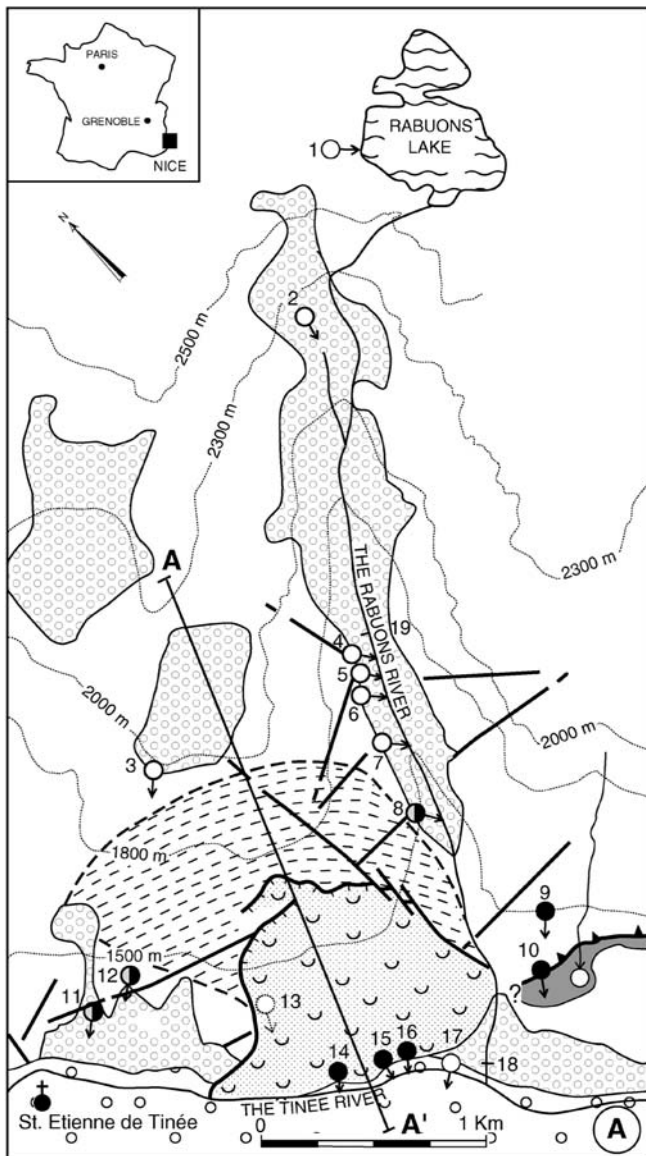 PARIS
GRENOBLE
NICE
N
RABUONS
LAKE
1
2
2500 m
2300 m
2300 m
A
THE RABUONS RIVER
19
4
5
6
2000 m
2000 m
3
7
8
1800 m
9
1500 m
10
12
?
11
13
14
15
16
17
18
THE TINEE RIVER
St. Etienne de Tinée
A'
0
1 Km
A